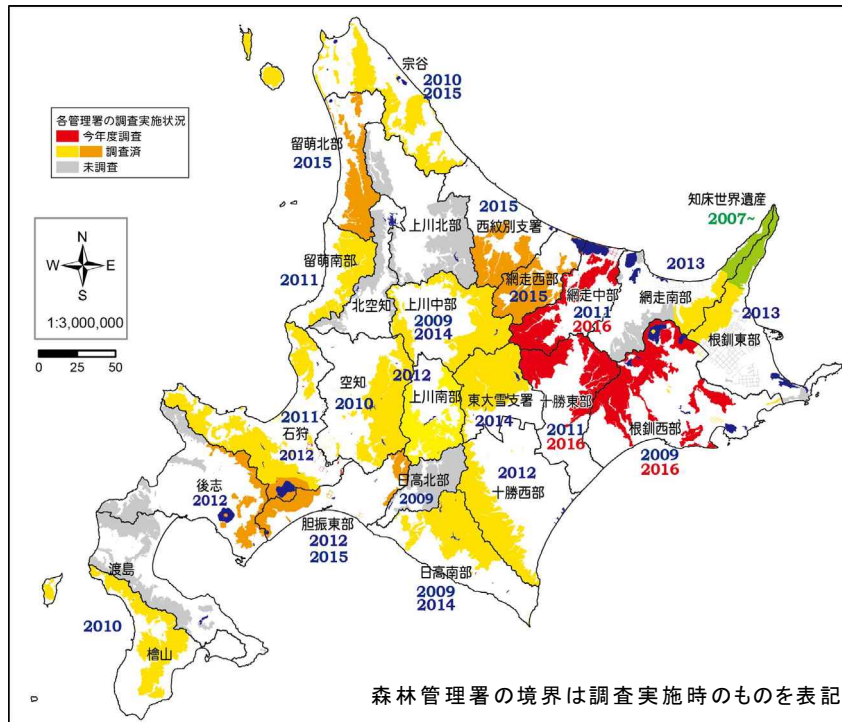 宗谷
2010
2015
各管理署の調査実施状況
今年度調査
調査済
未調査
留萌北部
2015
知床世界遺産
2007~
2015
上川北部
西紋別支署
N
W E
S
1:3,000,000
0 25 50
留萌南部
2011
北空知
上川中部
2009
2014
網走西部
2015
網走中部
2011
2016
2013
網走南部
2013
根釧東部
空知
2010
2012
上川南部
東大雪支署
2014
十勝東部
2011
2016
根釧西部
2009
2016
2011
石狩
2012
後志
2012
日高北部
2009
2012
十勝西部
胆振東部
2012
2015
日高南部
2009
2014
渡島
2010
檜山
森林管理署の境界は調査実施時のものを表記